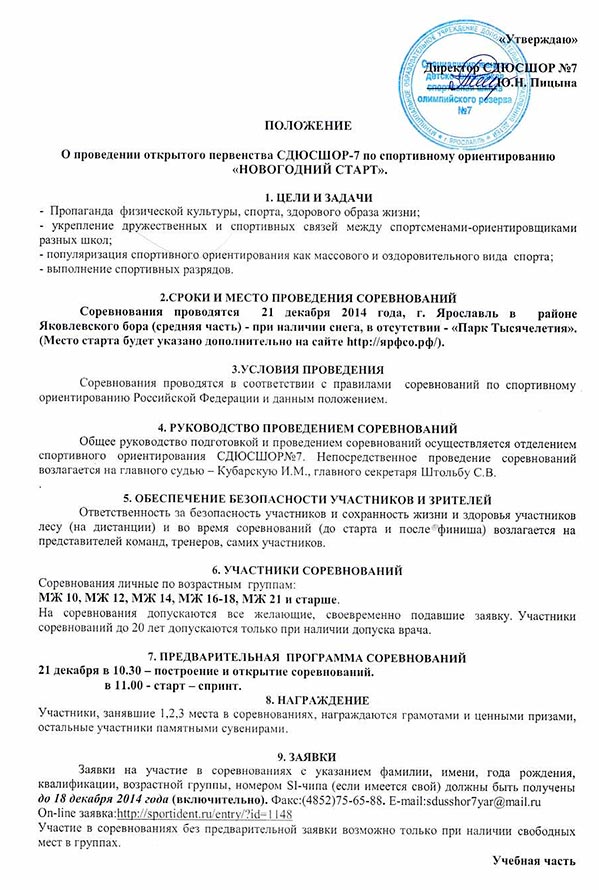 «Утверждаю»
Директор СДЮСШОР №7
Ю.Н. Пицына
олимпийского резерва
№7
ПОЛОЖЕНИЕ
О проведении открытого первенства СДЮСШОР-7 по спортивному ориентированию
«НОВОГОДНИЙ СТАРТ».
1. ЦЕЛИ И ЗАДАЧИ
- Пропаганда физической культуры, спорта, здорового образа жизни;
- укрепление дружественных и спортивных связей между спортсменами-ориентировщиками
разных школ;
- популяризация спортивного ориентирования как массового и оздоровительного вида спорта;
- выполнение спортивных разрядов.
2.СРОКИ И МЕСТО ПРОВЕДЕНИЯ СОРЕВНОВАНИЙ
Соревнования проводятся 21 декабря 2014 года, г. Ярославль в районе
Яковлевского бора (средняя часть) - при наличии снега, в отсутствии - «Парк Тысячелетия».
(Место старта будет указано дополнительно на сайте http://ярфсо.рф/).
3.УСЛОВИЯ ПРОВЕДЕНИЯ
Соревнования проводятся в соответствии с правилами соревнований по спортивному
ориентированию Российской Федерации и данным положением.
4. РУКОВОДСТВО ПРОВЕДЕНИЕМ СОРЕВНОВАНИЙ
Общее руководство подготовкой и проведением соревнований осуществляется отделением
спортивного ориентирования СДЮСШОР№7. Непосредственное проведение соревнований
возлагается на главного судью – Кубарскую И.М., главного секретаря Штольбу С.В.
.
5. ОБЕСПЕЧЕНИЕ БЕЗОПАСНОСТИ УЧАСТНИКОВ И ЗРИТЕЛЕЙ
Ответственность за безопасность участников и сохранность жизни и здоровья участников
лесу (на дистанции) и во время соревнований (до старта и после финиша) возлагается на
представителей команд, тренеров, самих участников.
6. УЧАСТНИКИ СОРЕВНОВАНИЙ
Соревнования личные по возрастным группам:
МЖ 10, МЖ 12, МЖ 14, МЖ 16-18, МЖ 21 и старше.
На соревнования допускаются все желающие, своевременно подавшие заявку. Участники
соревнований до 20 лет допускаются только при наличии допуска врача.
7. ПРЕДВАРИТЕЛЬНАЯ ПРОГРАММА СОРЕВНОВАНИЙ
21 декабря в 10.30 – построение и открытие соревнований.
в 11.00 - старт – спринт.
8. НАГРАЖДЕНИЕ
Участники, занявшие 1,2,3 места в соревнованиях, награждаются грамотами и ценными призами,
остальные участники памятными сувенирами.
9. ЗАЯВКИ
Заявки на участие в соревнованиях с указанием фамилии, имени, года рождения,
квалификации, возрастной группы, номером SI-чипа (если имеется свой) должны быть получены
до 18 декабря 2014 года (включительно). Факс:(4852)75-65-88. E-mail:sdusshor7yar@mail.ru
On-line заявка:http://sportident.ru/entry/?id=1148
Участие в соревнованиях без предварительной заявки возможно только при наличии свободных
мест в группах.
Учебная часть